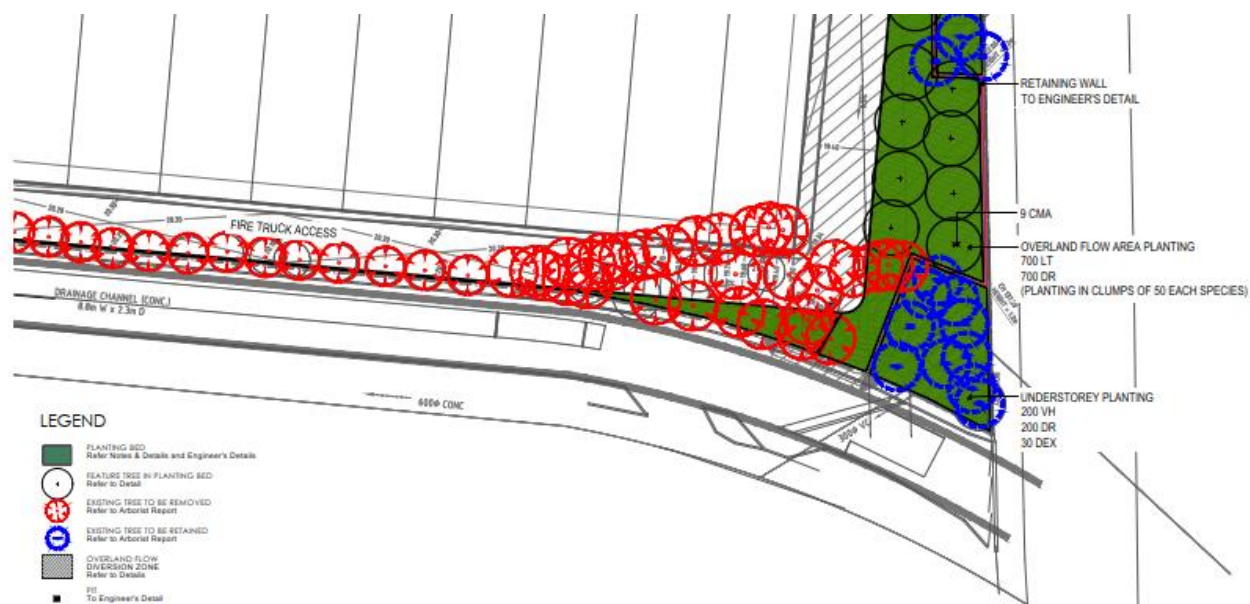 RETAINING WALL
TO ENGINEER'S DETAIL
9 CMA
OVERLAND FLOW AREA PLANTING
700 LT
700 DR
(PLANTING IN CLUMPS OF 50 EACH SPECIES)
FIRE TRUCK ACCESS
DRAINAGE CHANNEL (CONC.)
8.0m W x 2.3m D
600Φ CONC
300Φ VC
UNDERSTOREY PLANTING
200 VH
200 DR
30 DEX
LEGEND
PLANTING BED
Refer Notes & Details and Engineer's Details
FEATURE TREE IN PLANTING BED
Refer to Detail
EXISTING TREE TO BE REMOVED
Refer to Arborist Report
EXISTING TREE TO BE RETAINED
Refer to Arborist Report
OVERLAND FLOW
DIVERSION ZONE
Refer to Details
PIT
To Engineer's Detail